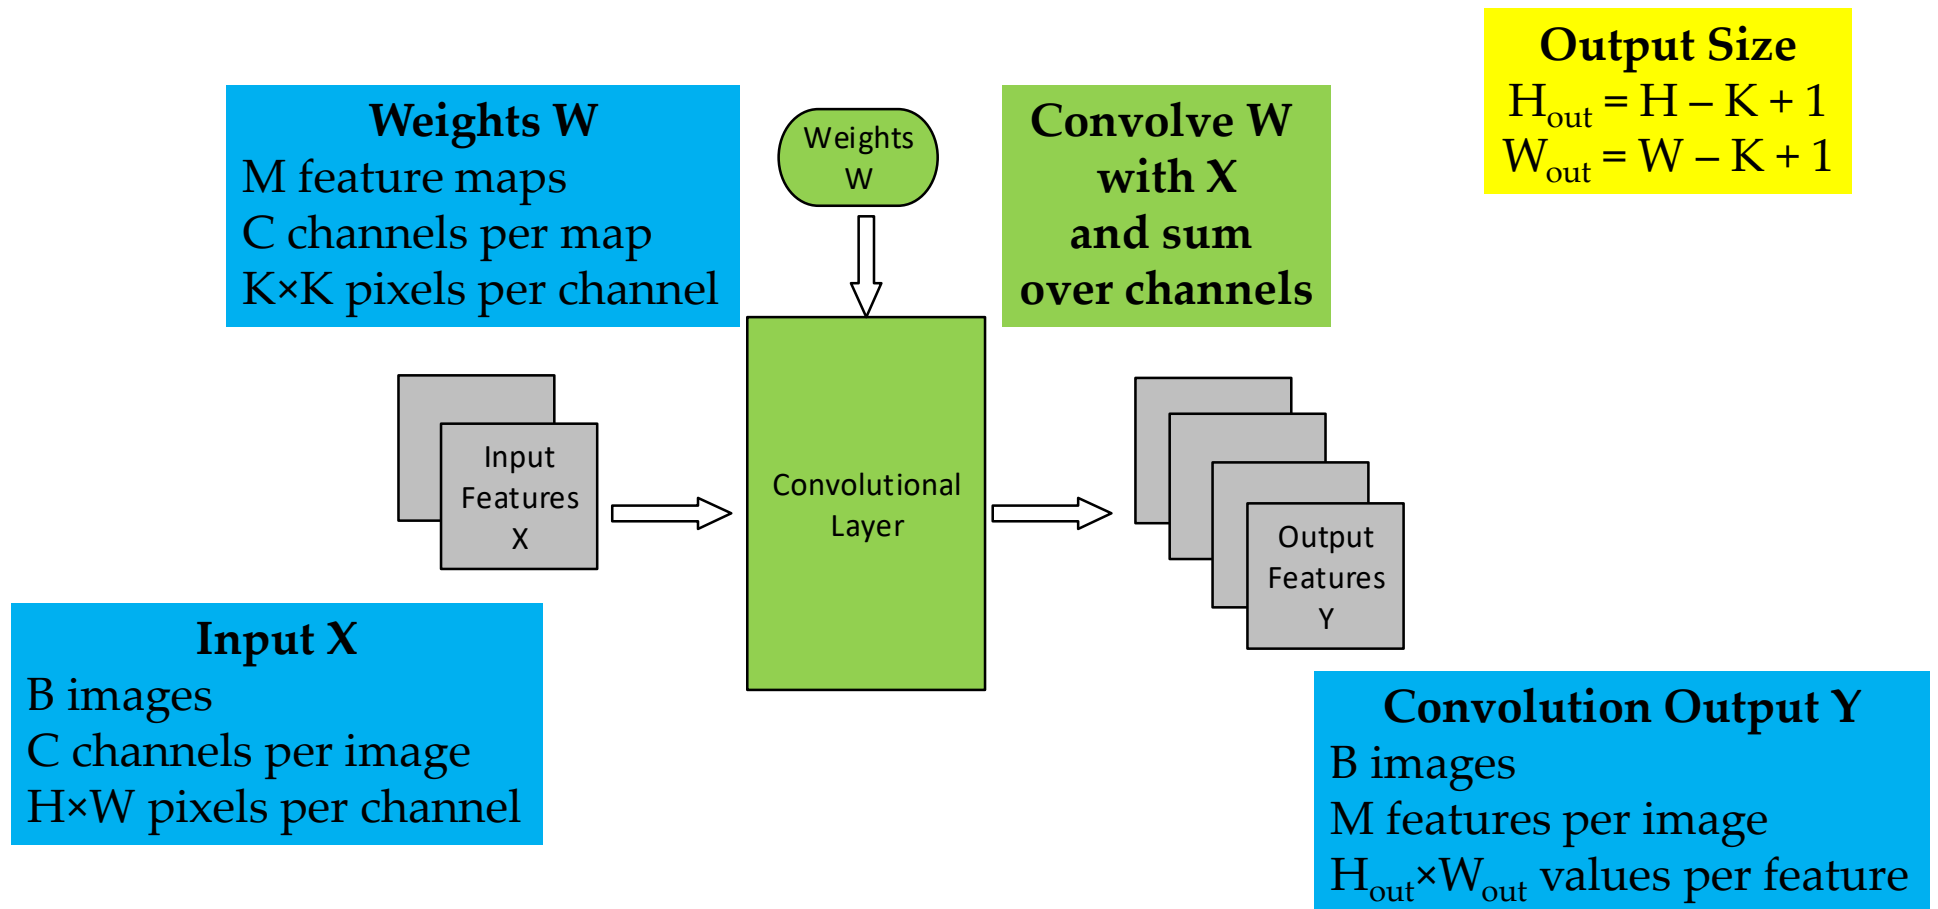 Output Size
H_out = H – K + 1
W_out = W – K + 1
Weights W
M feature maps
C channels per map
K×K pixels per channel
Weights
W
Convolve W
with X
and sum
over channels
Input
Features
X
Convolutional
Layer
Output
Features
Y
Input X
B images
C channels per image
H×W pixels per channel
Convolution Output Y
B images
M features per image
H_out×W_out values per feature